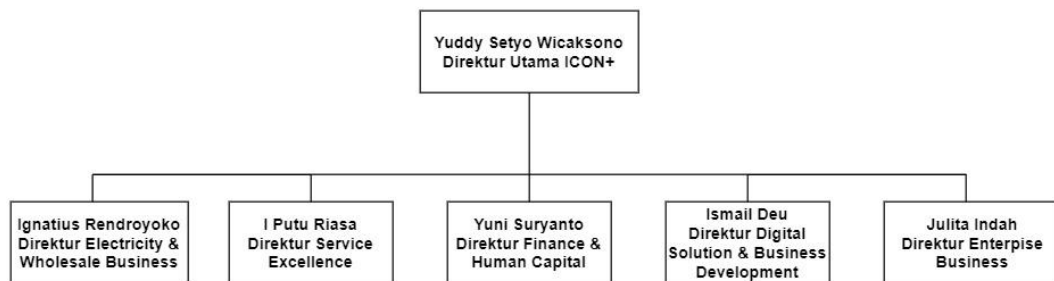 Yuddy Setyo Wicaksono
Direktur Utama ICON+
Ignatius Rendroyoko
Direktur Electricity &
Wholesale Business
I Putu Riasa
Direktur Service
Excellence
Yuni Suryanto
Direktur Finance &
Human Capital
Ismail Deu
Direktur Digital
Solution & Business
Development
Julita Indah
Direktur Enterpise
Business